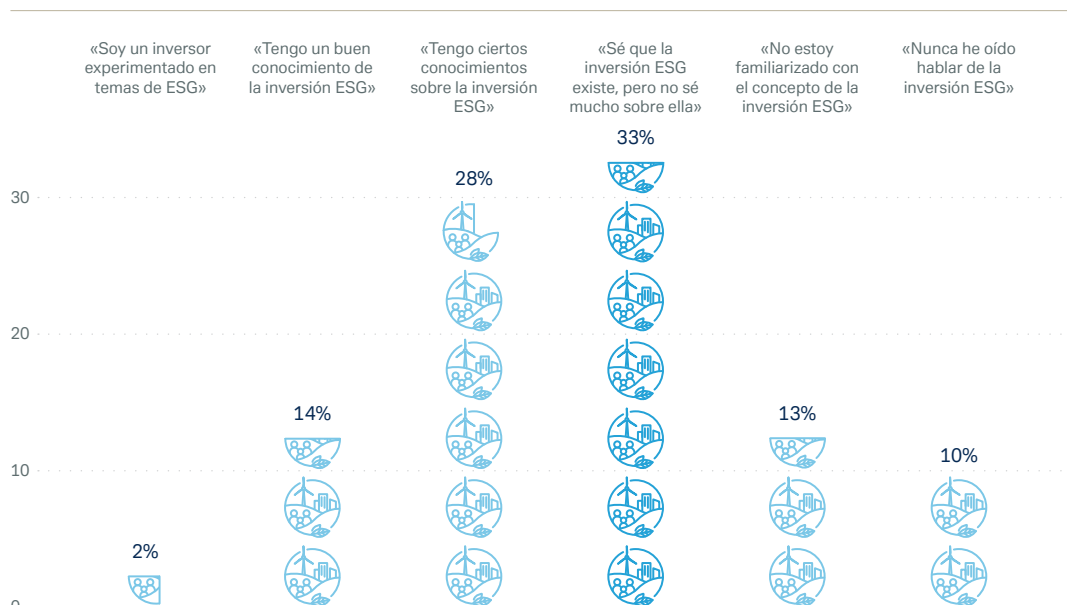 «Soy un inversor
experimentado en
temas de ESG»
«Tengo un buen
conocimiento de
la inversión ESG»
«Tengo ciertos
conocimientos
sobre la inversión
ESG»
«Sé que la
inversión ESG
existe, pero no sé
mucho sobre ella»
«No estoy
familiarizado con
el concepto de la
inversión ESG»
«Nunca he oído
hablar de la
inversión ESG»
33%
28%
30
20
14%
13%
10
10%
2%
0